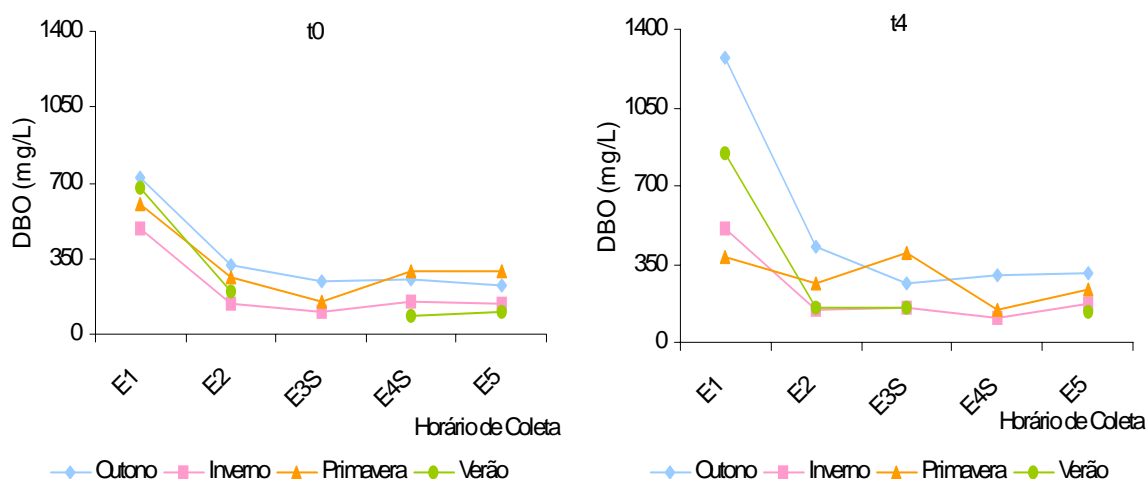 t0
1400
1050
700
350
0
DBO (mg/L)
E1 E2 E3S E4S E5
Horário de Coleta
Outono Inverno Primavera Verão
t4
1400
1050
700
350
0
DBO (mg/L)
E1 E2 E3S E4S E5
Horário de Coleta
Outono Inverno Primavera Verão